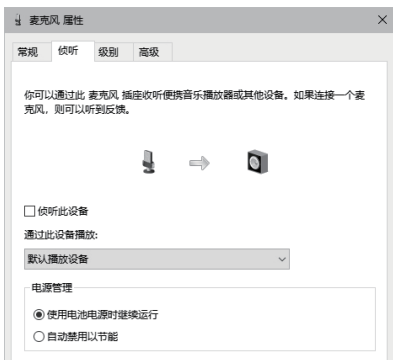 麦克风 属性
常规 侦听 级别 高级
你可以通过此 麦克风 插座收听便携音乐播放器或其他设备。如果连接一个麦
克风，则可以听到反馈。
侦听此设备
通过此设备播放:
默认播放设备
电源管理
使用电池电源时继续运行
自动禁用以节能